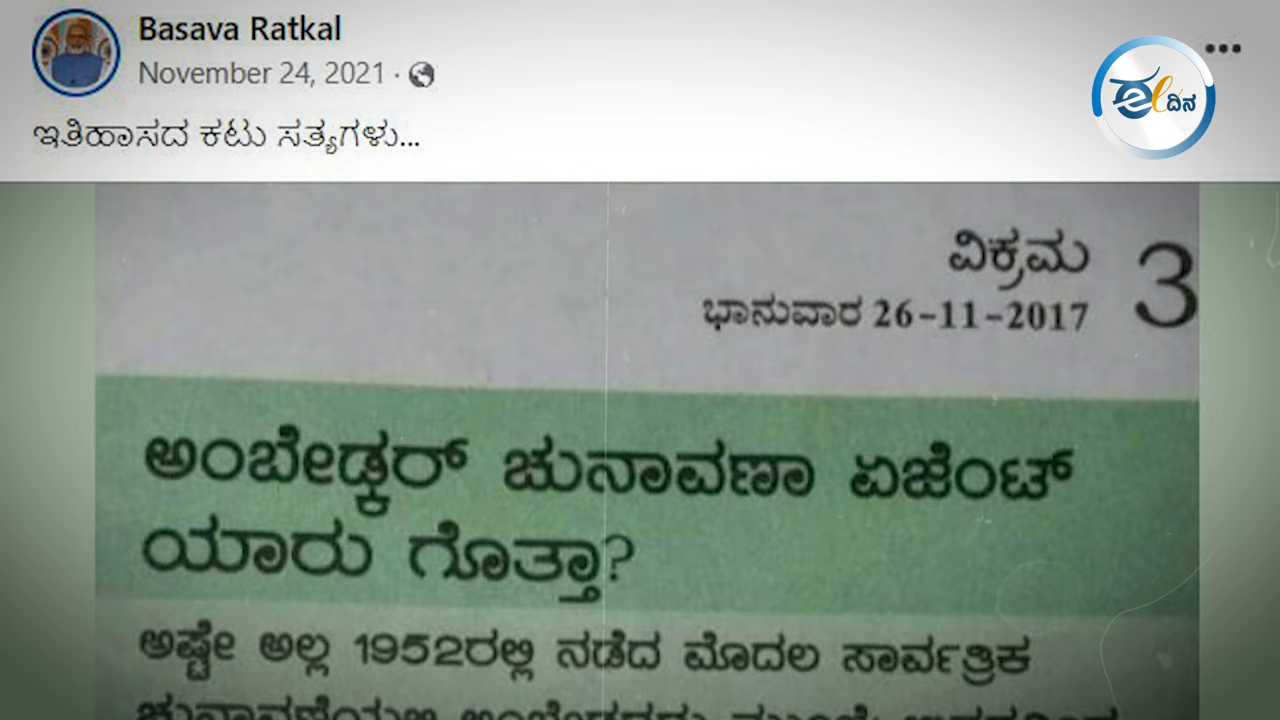 Basava Ratkal
November 24, 2021 ·
ಇತಿಹಾಸದ ಕಟು ಸತ್ಯಗಳು...
ಈ ದಿನ
ವಿಕ್ರಮ 3
ಭಾನುವಾರ 26-11-2017
ಅಂಬೇಡ್ಕರ್ ಚುನಾವಣಾ ಏಜೆಂಟ್
ಯಾರು ಗೊತ್ತಾ?
ಅಷ್ಟೇ ಅಲ್ಲ 1952ರಲ್ಲಿ ನಡೆದ ಮೊದಲ ಸಾರ್ವತ್ರಿಕ